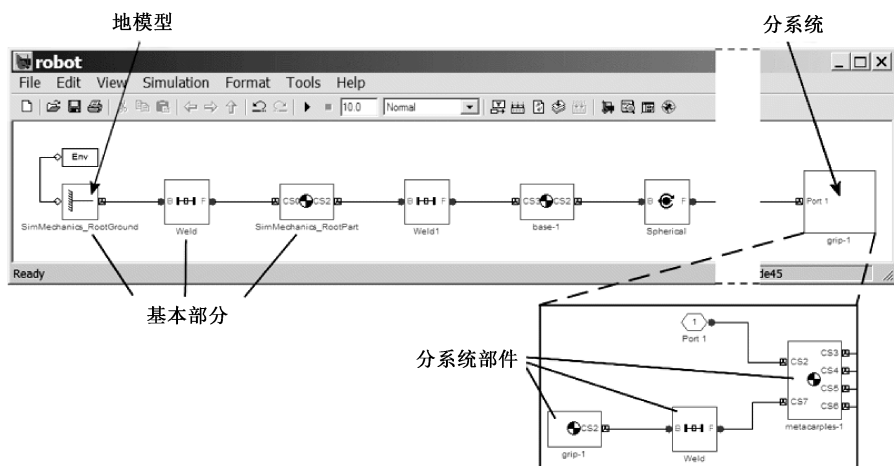 地模型
分系统
robot
File Edit View Simulation Format Tools Help
10.0 Normal
Env
B F
CS0 CS2
B F
CS3 CS2
B F
Port 1
SimMechanics_RootGround
Weld
SimMechanics_RootPart
Weld1
base-1
Spherical
grip-1
Ready
de45
基本部分
分系统部件
1
Port 1
CS2
CS7
CS3
CS4
CS5
CS6
metacarples-1
CS2
grip-1
B F
Weld